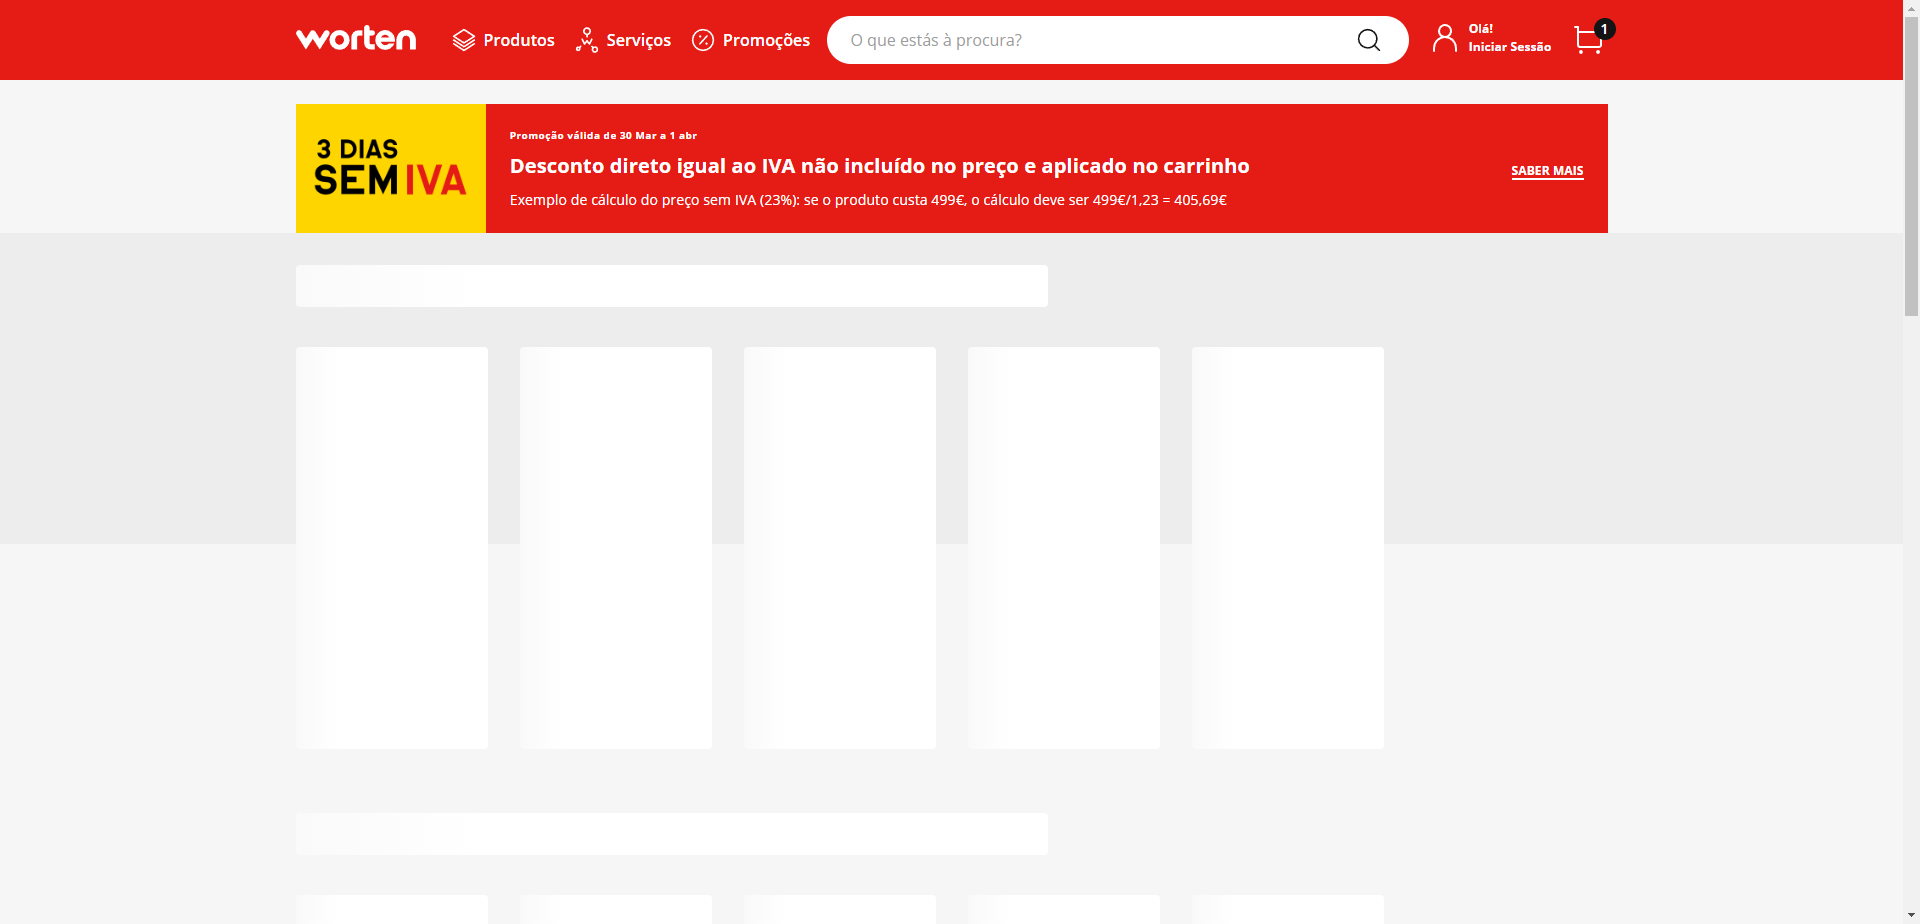 worten
Produtos
Serviços
Promoções
O que estás à procura?
Olá!
Iniciar Sessão
1
3 DIAS
SEM IVA
Promoção válida de 30 Mar a 1 abr
Desconto direto igual ao IVA não incluído no preço e aplicado no carrinho
Exemplo de cálculo do preço sem IVA (23%): se o produto custa 499€, o cálculo deve ser 499€/1,23 = 405,69€
SABER MAIS